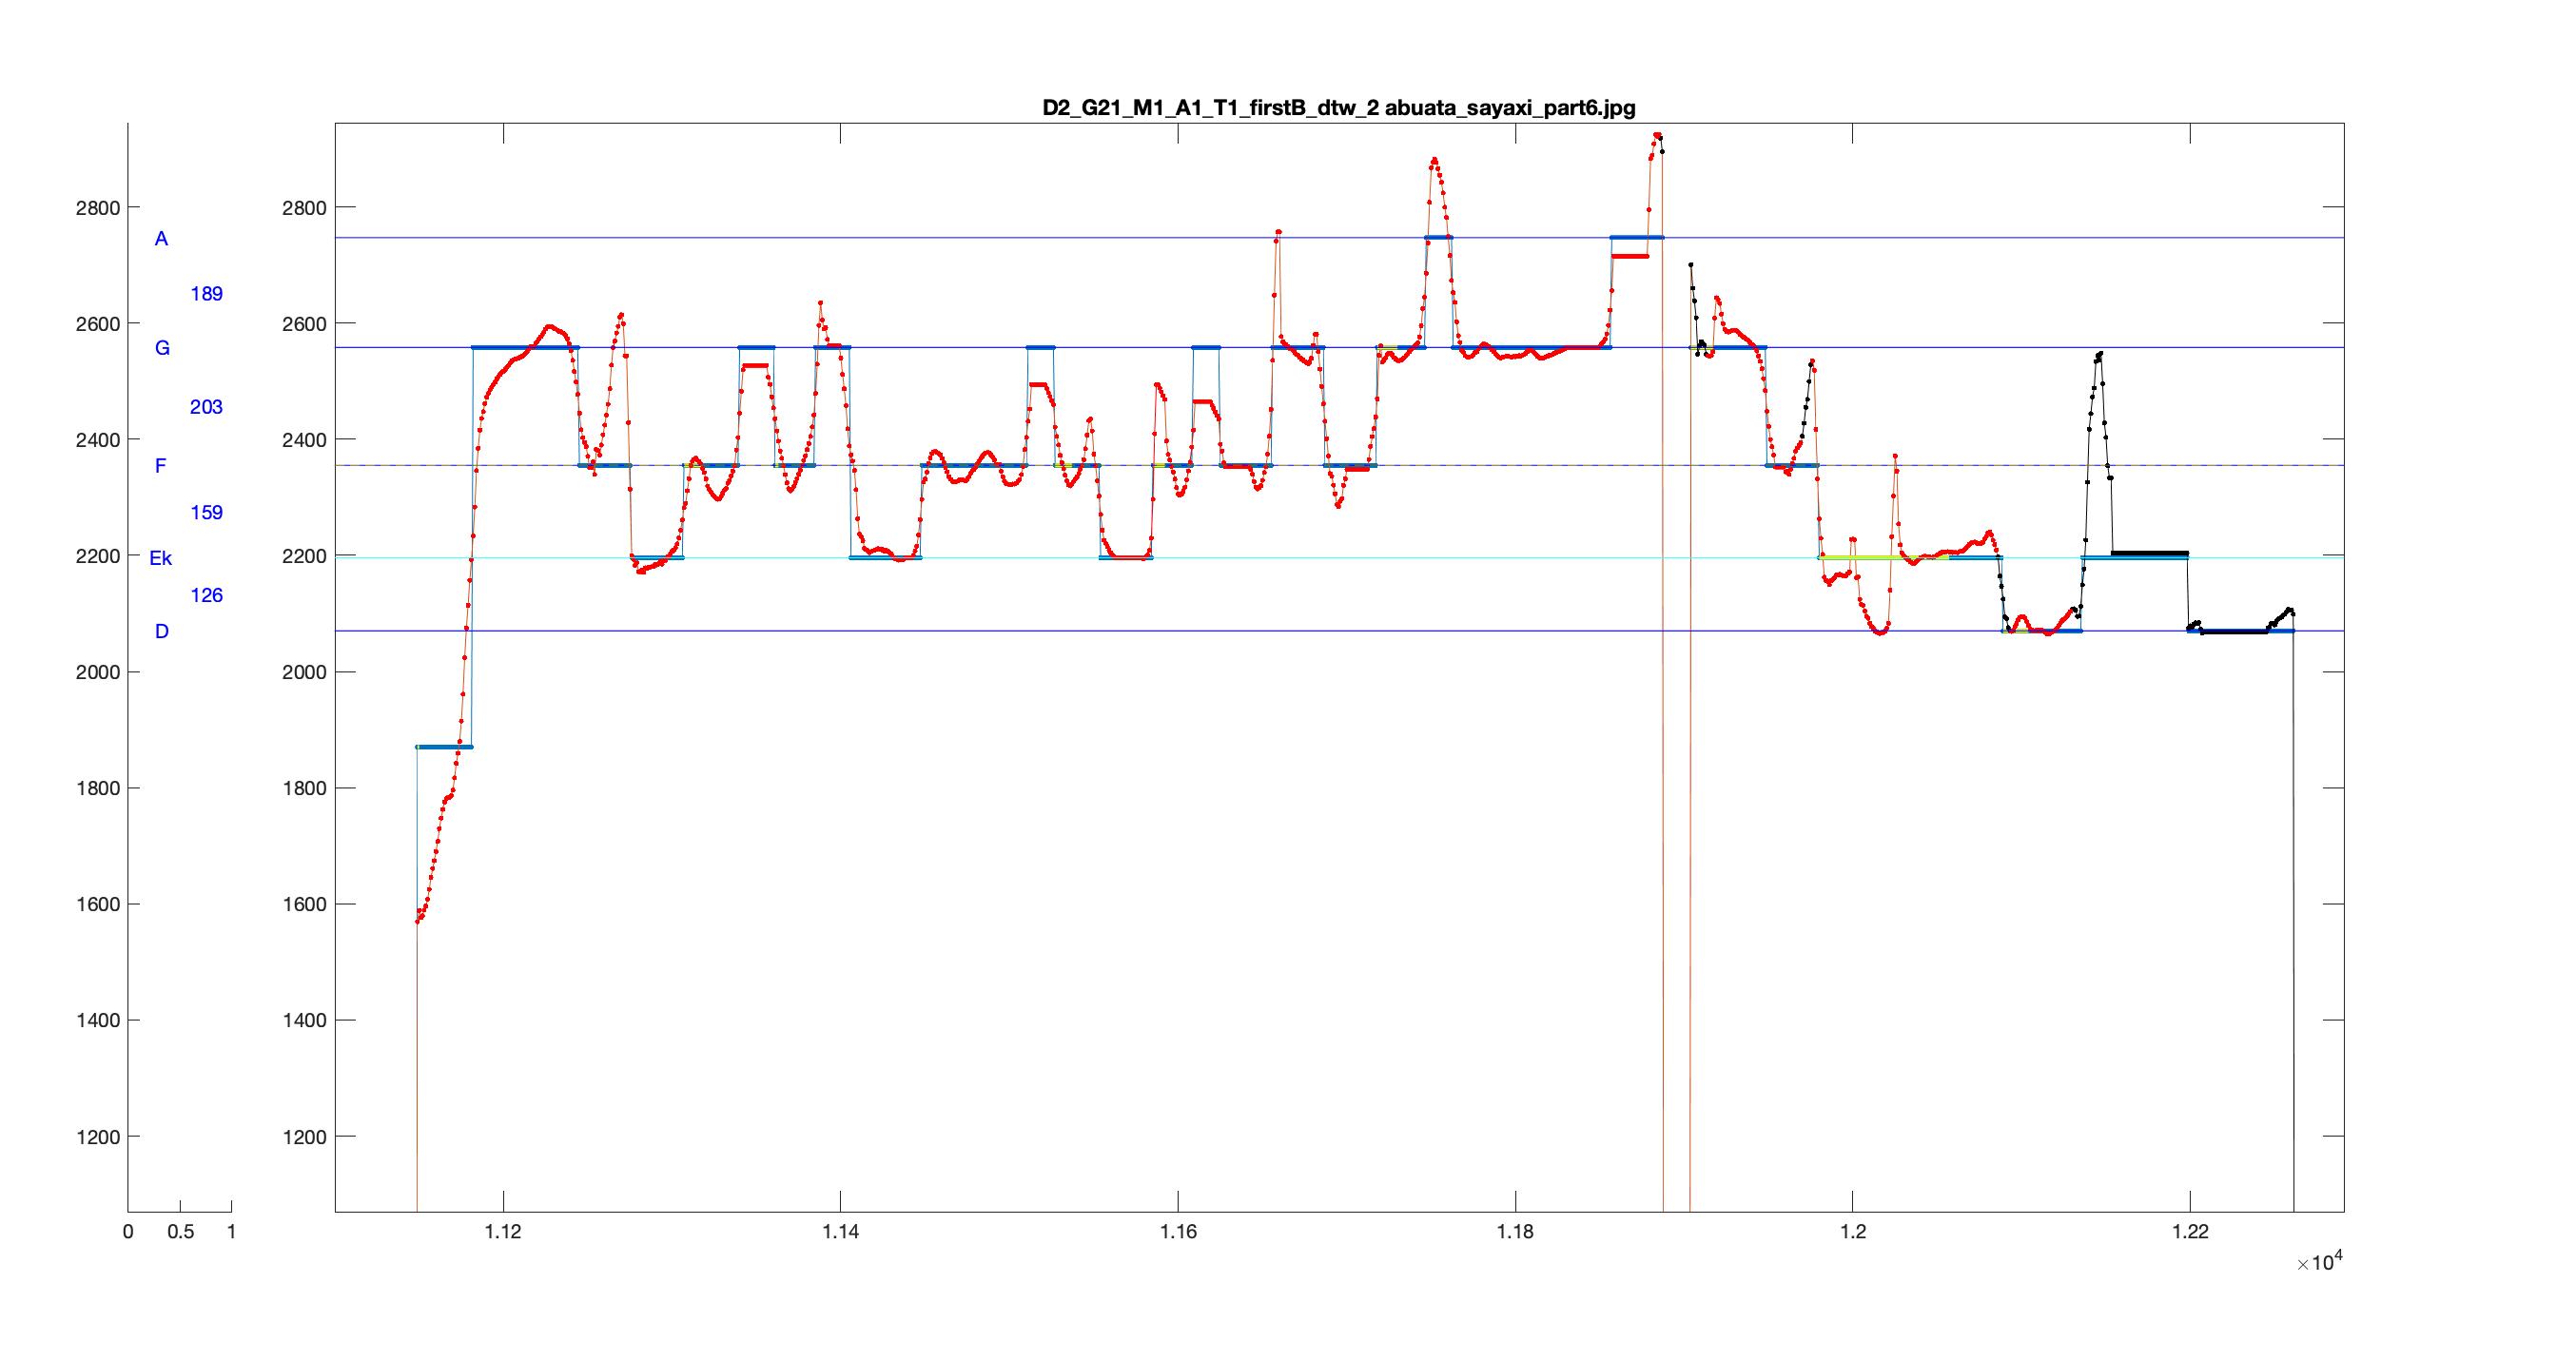 D2_G21_M1_A1_T1_firstB_dtw_2 abuata_sayaxi_part6.jpg
2800 2800
A
189
2600 2600
G
203
2400 2400
F
159
2200 Ek 2200
126
D
2000 2000
1800 1800
1600 1600
1400 1400
1200 1200
0 0.5 1 1.12 1.14 1.16 1.18 1.2 1.22
×10^4